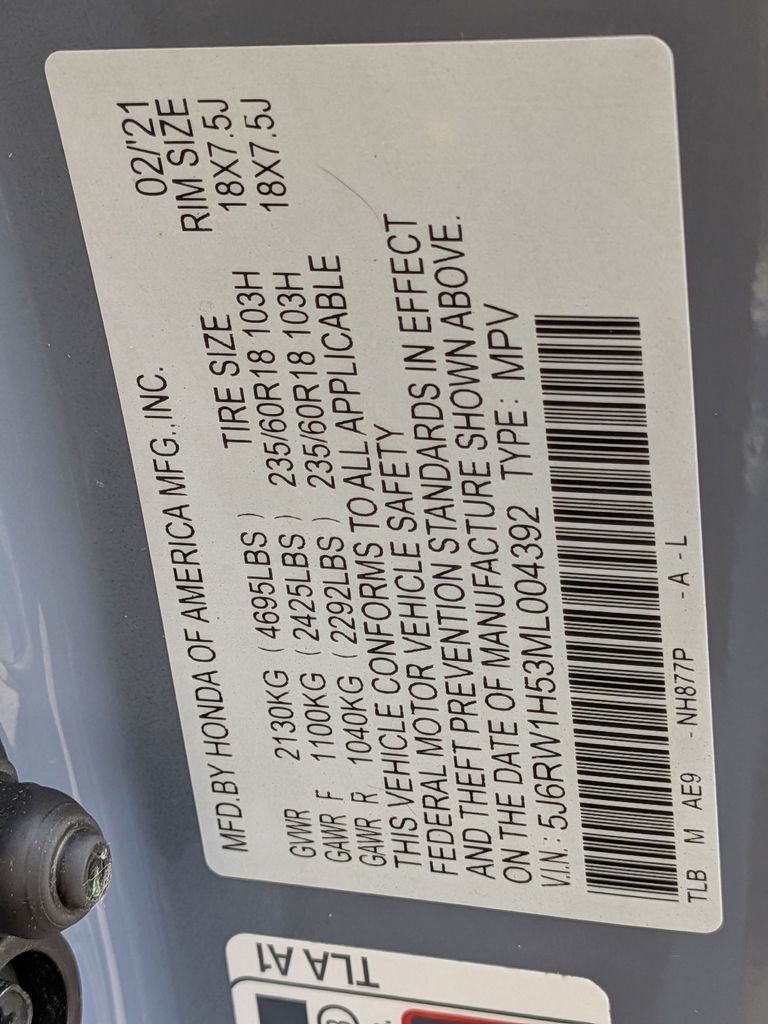 MFD.BY HONDA OF AMERICA MFG.,INC. 02/'21
TIRE SIZE RIM SIZE
GVWR 2130KG (4695LBS)
GAWR F 1100KG (2425LBS) 235/60R18 103H 18X7.5J
GAWR R 1040KG (2292LBS) 235/60R18 103H 18X7.5J
THIS VEHICLE CONFORMS TO ALL APPLICABLE
FEDERAL MOTOR VEHICLE SAFETY
AND THEFT PREVENTION STANDARDS IN EFFECT
ON THE DATE OF MANUFACTURE SHOWN ABOVE.
V.I.N.: 5J6RW1H53ML004392 TYPE: MPV
TLB M AE9 -NH877P -A-L
TLA A1